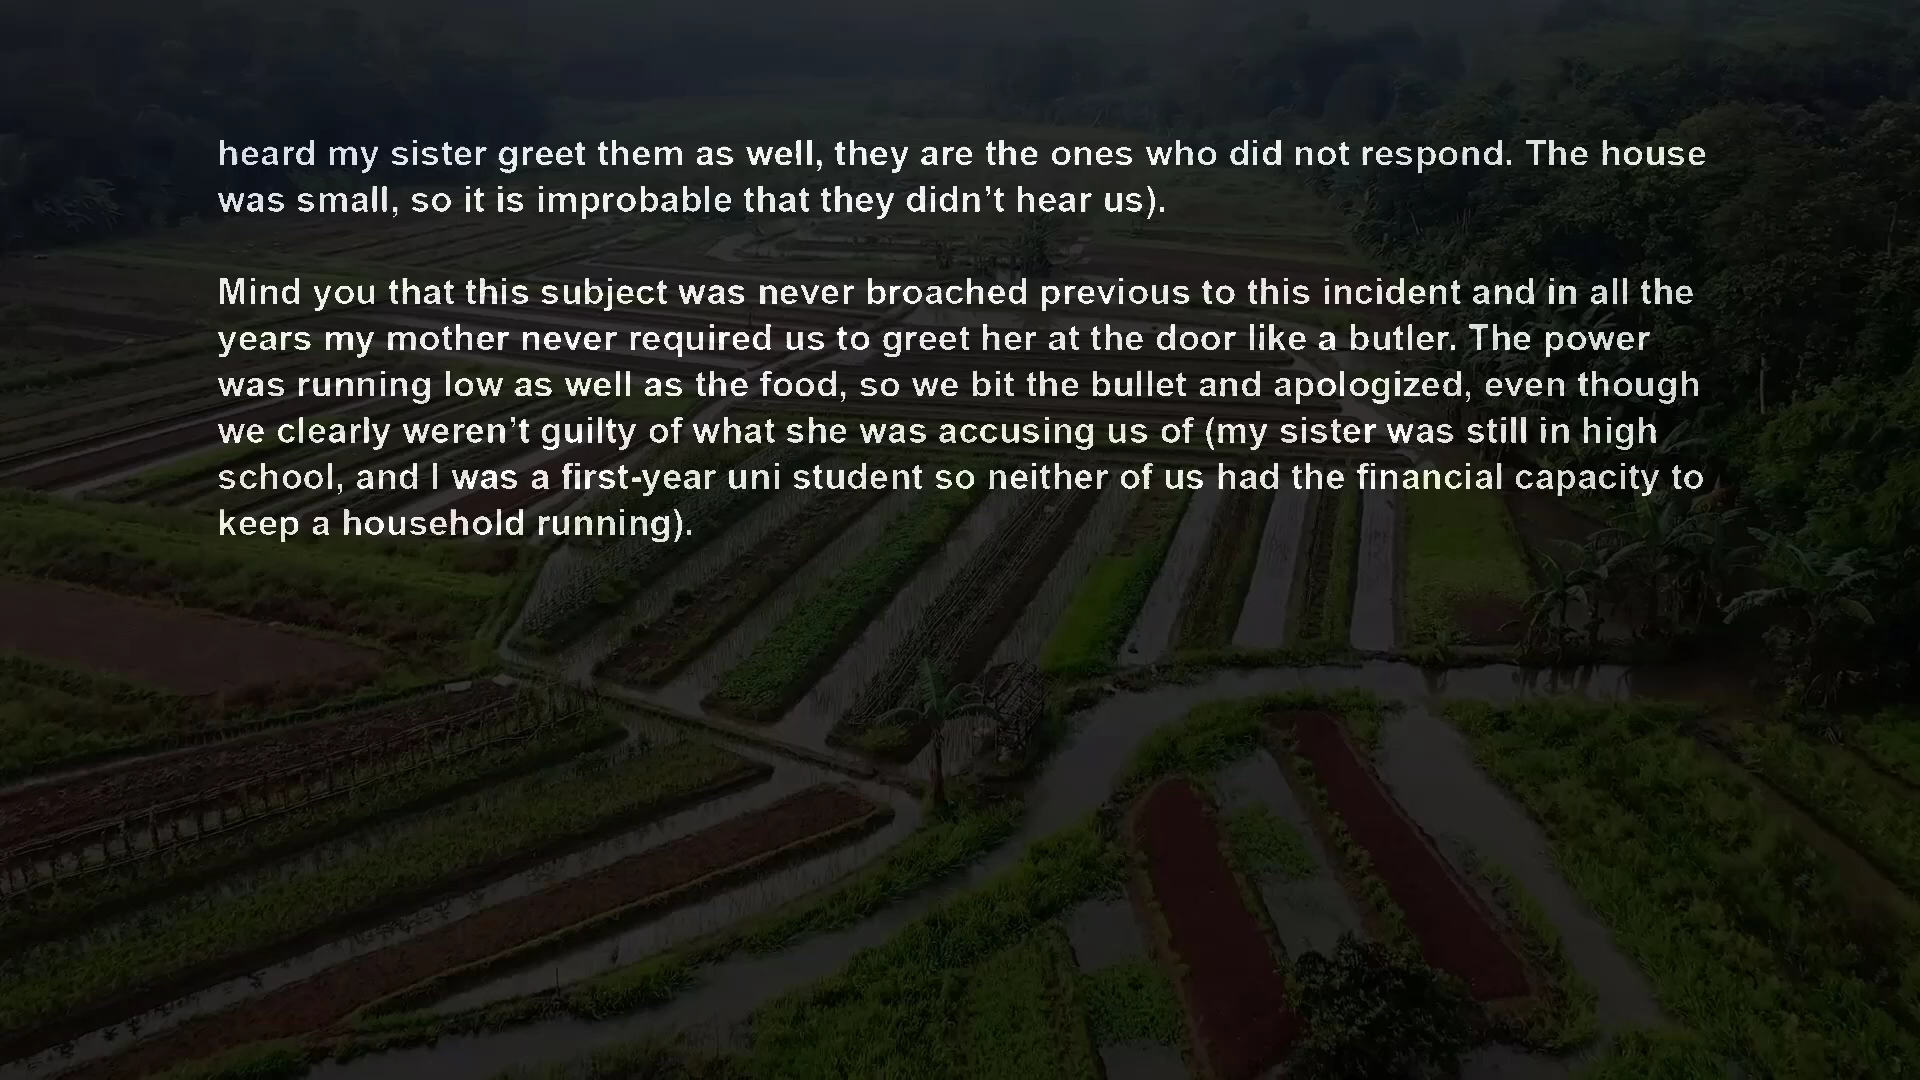 heard my sister greet them as well, they are the ones who did not respond. The house
was small, so it is improbable that they didn’t hear us).
Mind you that this subject was never broached previous to this incident and in all the
years my mother never required us to greet her at the door like a butler. The power
was running low as well as the food, so we bit the bullet and apologized, even though
we clearly weren’t guilty of what she was accusing us of (my sister was still in high
school, and I was a first-year uni student so neither of us had the financial capacity to
keep a household running).